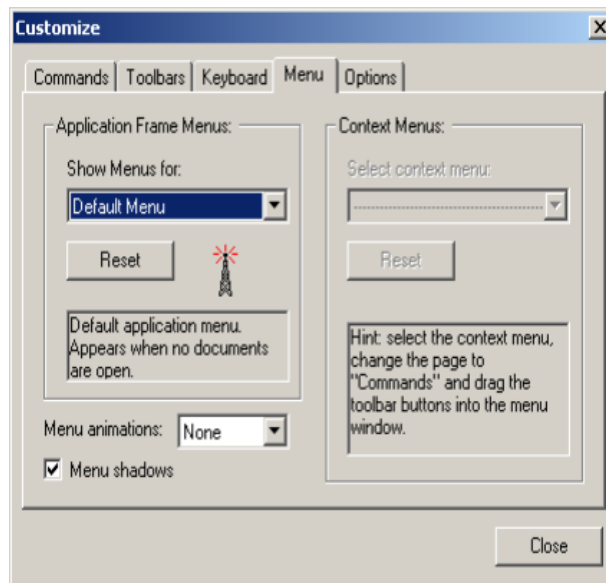 Customize
Commands Toolbars Keyboard Menu Options
Application Frame Menus:
Show Menus for:
Default Menu
Reset
Default application menu.
Appears when no documents
are open.
Menu animations: None
Menu shadows
Context Menus:
Select context menu:
Reset
Hint: select the context menu,
change the page to
"Commands" and drag the
toolbar buttons into the menu
window.
Close